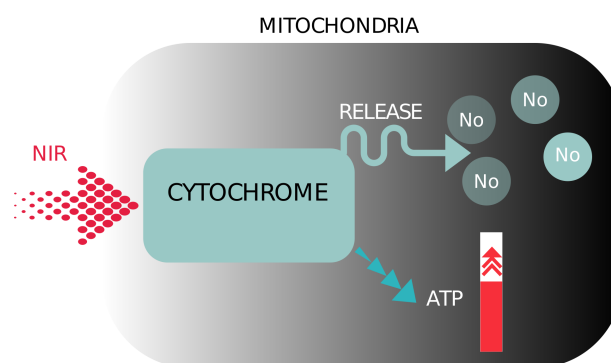 MITOCHONDRIA
RELEASE
No
No
No
No
NIR
CYTOCHROME
ATP